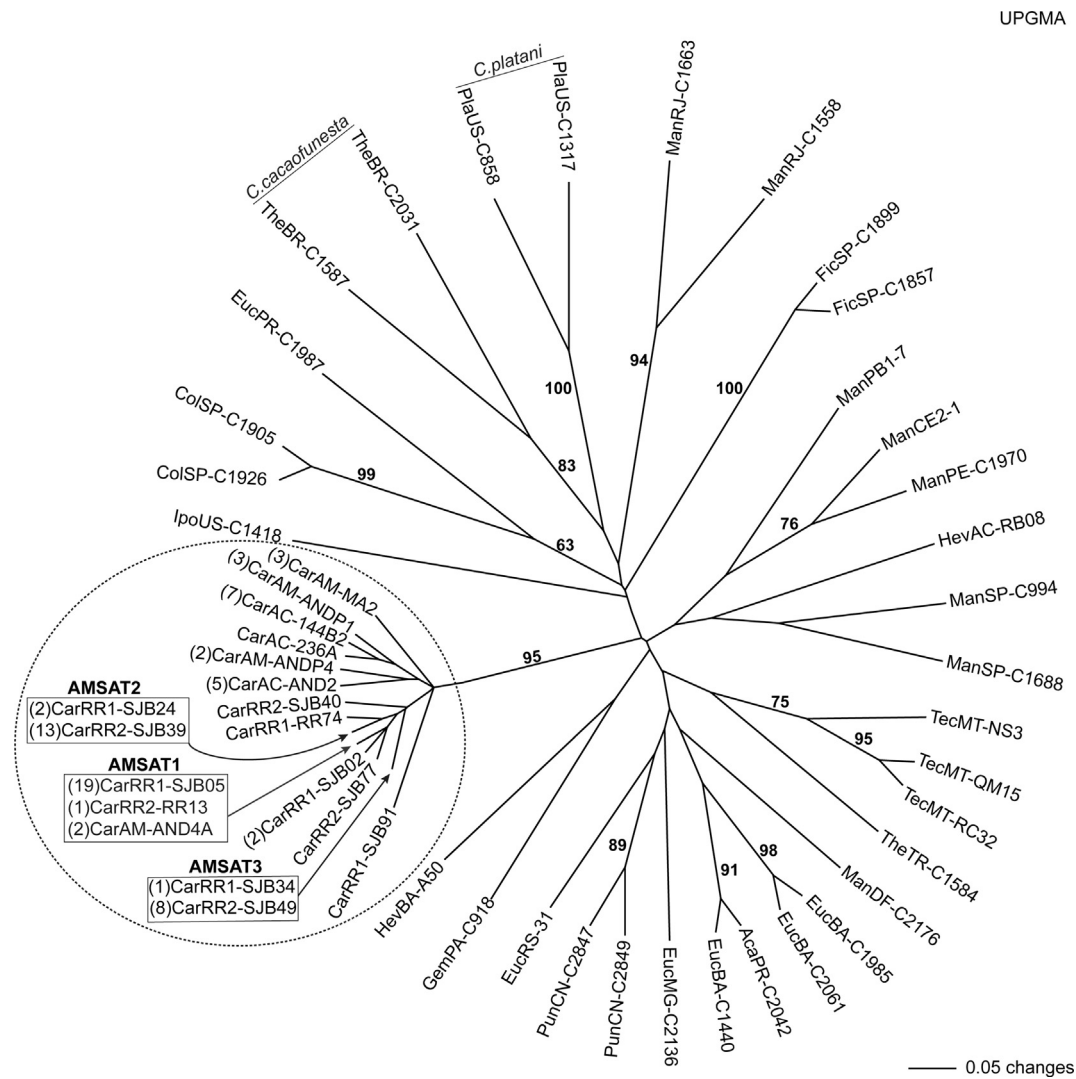 UPGMA
C.platani
PlaUS-C858
PlaUS-C1317
ManRJ-C1663
ManRJ-C1558
C.cacaofunesta
TheBR-C2031
TheBR-C1587
FicSP-C1899
FicSP-C1857
EucPR-C1987
ManPB1-7
ManCE2-1
ManPE-C1970
ColSP-C1905
ColSP-C1926
HevAC-RB08
IpoUS-C1418
ManSP-C994
ManSP-C1688
94
100
100
83
99
76
63
95
75
95
89
91
98
(3)CarAM-MA2
(3)CarAM-ANDP1
(7)CarAC-144B2
CarAC-236A
(2)CarAM-ANDP4
(5)CarAC-AND2
CarRR2-SJB40
CarRR1-RR74
AMSAT2
(2)CarRR1-SJB24
(13)CarRR2-SJB39
AMSAT1
(19)CarRR1-SJB05
(1)CarRR2-RR13
(2)CarAM-AND4A
(2)CarRR1-SJB02
CarRR2-SJB77
CarRR1-SJB91
AMSAT3
(1)CarRR1-SJB34
(8)CarRR2-SJB49
HevBA-A50
GemPA-C918
EucRS-31
PunCN-C2847
PunCN-C2849
EucMG-C2136
EucBA-C1440
AcaPR-C2042
EucBA-C2061
EucBA-C1985
ManDF-C2176
TheTR-C1584
TecMT-RC32
TecMT-QM15
TecMT-NS3
0.05 changes